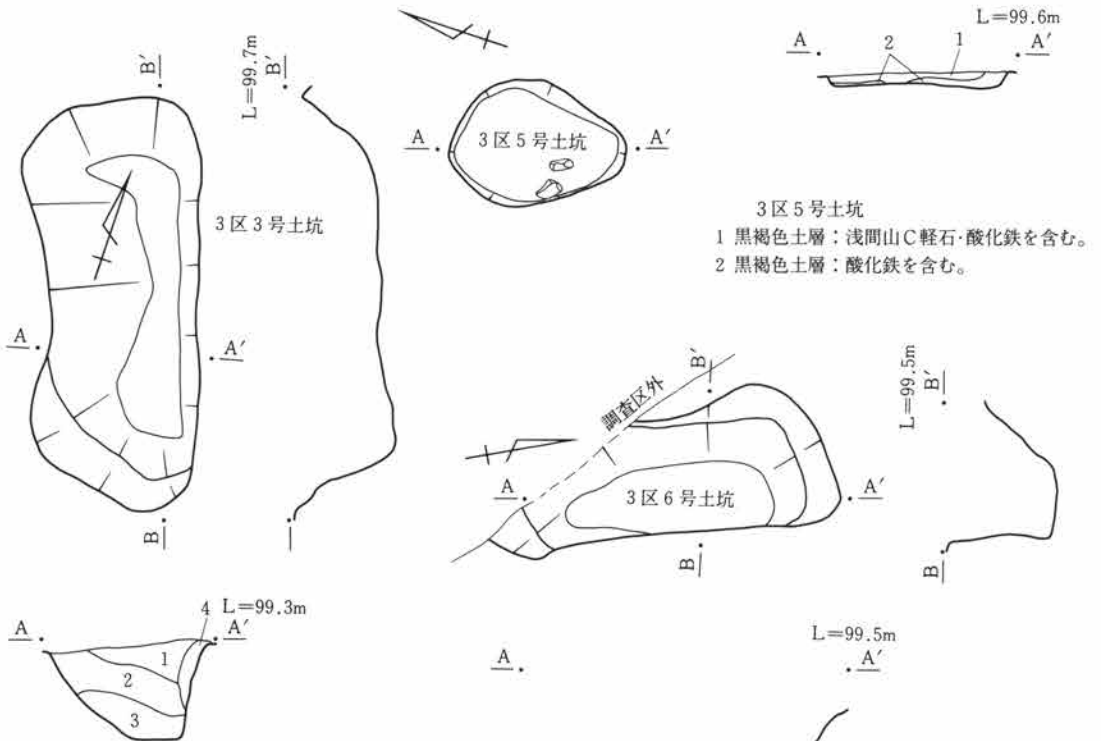 B′
L＝99.7m
B′
3区3号土坑
A
A′
B
A
3区5号土坑
A′
L＝99.6m
A
2
1
A′
3区5号土坑
1 黒褐色土層：浅間山C軽石・酸化鉄を含む。
2 黒褐色土層：酸化鉄を含む。
調査区外
B′
A
3区6号土坑
A′
B
L＝99.5m
B′
B
A
4
L＝99.3m
A′
1
2
3
A
L＝99.5m
A′